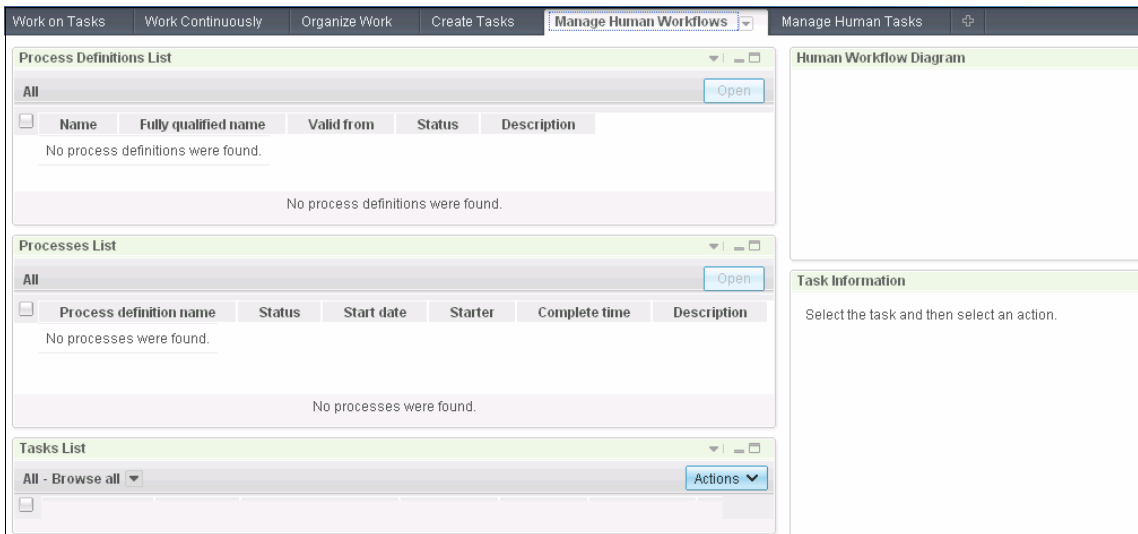 Work on Tasks Work Continuously Organize Work Create Tasks Manage Human Workflows Manage Human Tasks
Process Definitions List
All Open
Name Fully qualified name Valid from Status Description
No process definitions were found.
No process definitions were found.
Processes List
All Open
Process definition name Status Start date Starter Complete time Description
No processes were found.
No processes were found.
Tasks List
All - Browse all Actions
Human Workflow Diagram
Task Information
Select the task and then select an action.